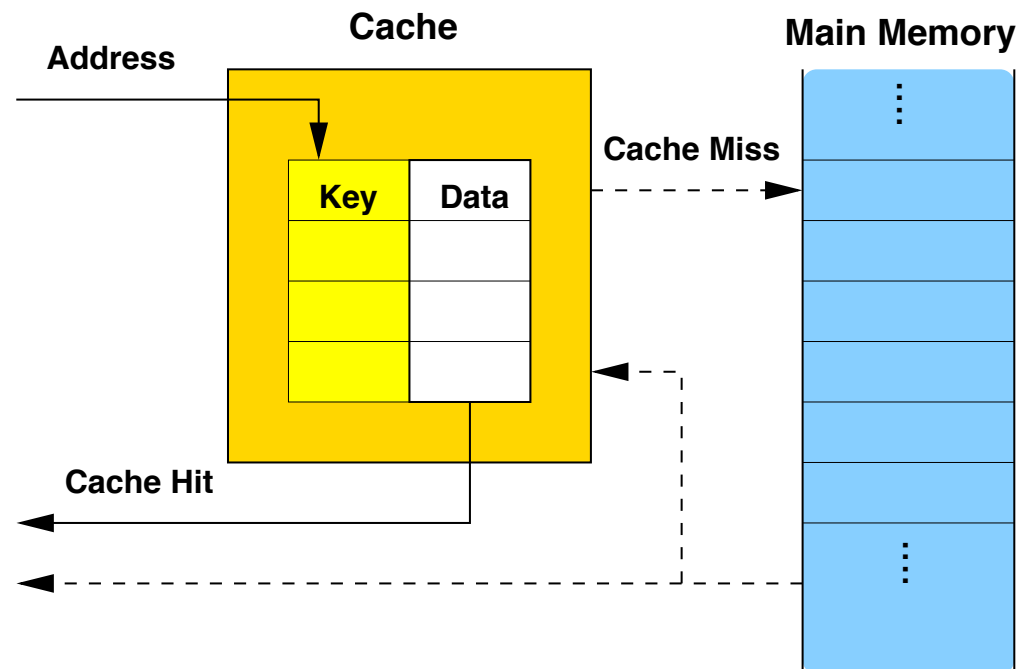 Cache
Main Memory
Address
Cache Miss
Key
Data
Cache Hit